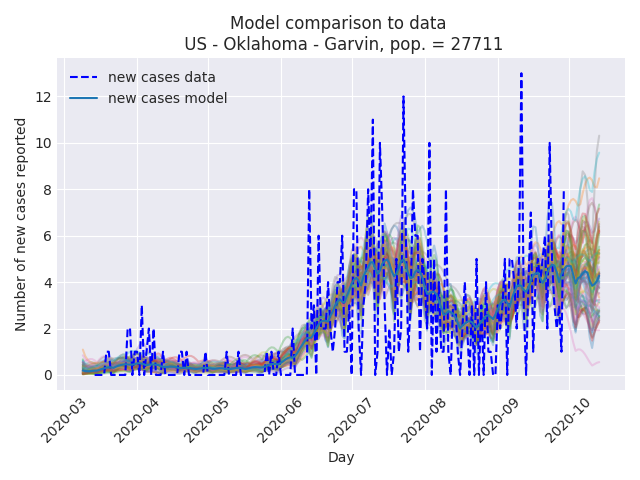 Model comparison to data
US - Oklahoma - Garvin, pop. = 27711
new cases data
new cases model
Number of new cases reported
12
10
8
6
4
2
0
2020-03
2020-04
2020-05
2020-06
2020-07
2020-08
2020-09
2020-10
Day